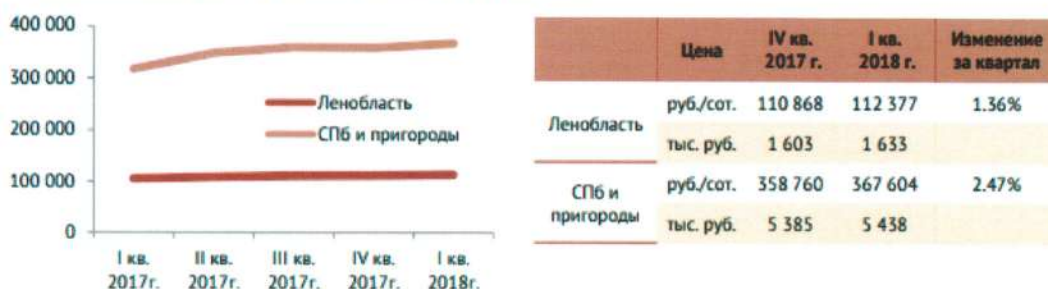 400 000
300 000
200 000
100 000
0
Ленобласть
СПб и пригороды
I кв. 2017г.
II кв. 2017г.
III кв. 2017г.
IV кв. 2017г.
I кв. 2018г.
Цена IV кв. 2017 г. I кв. 2018 г. Изменение за квартал
Ленобласть руб./сот. 110 868 112 377 1.36%
тыс. руб. 1 603 1 633
СПб и пригороды руб./сот. 358 760 367 604 2.47%
тыс. руб. 5 385 5 438